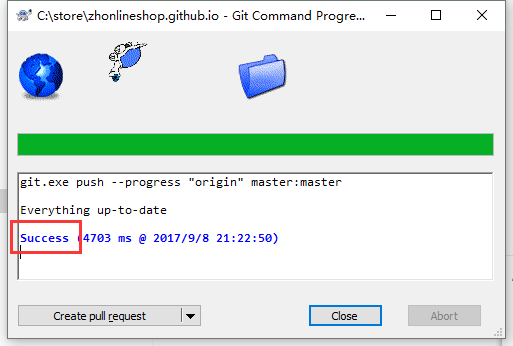 C:\store\zhonlineshop.github.io - Git Command Progre...
git.exe push --progress "origin" master:master
Everything up-to-date
Success (4703 ms @ 2017/9/8 21:22:50)
Create pull request
Close
Abort